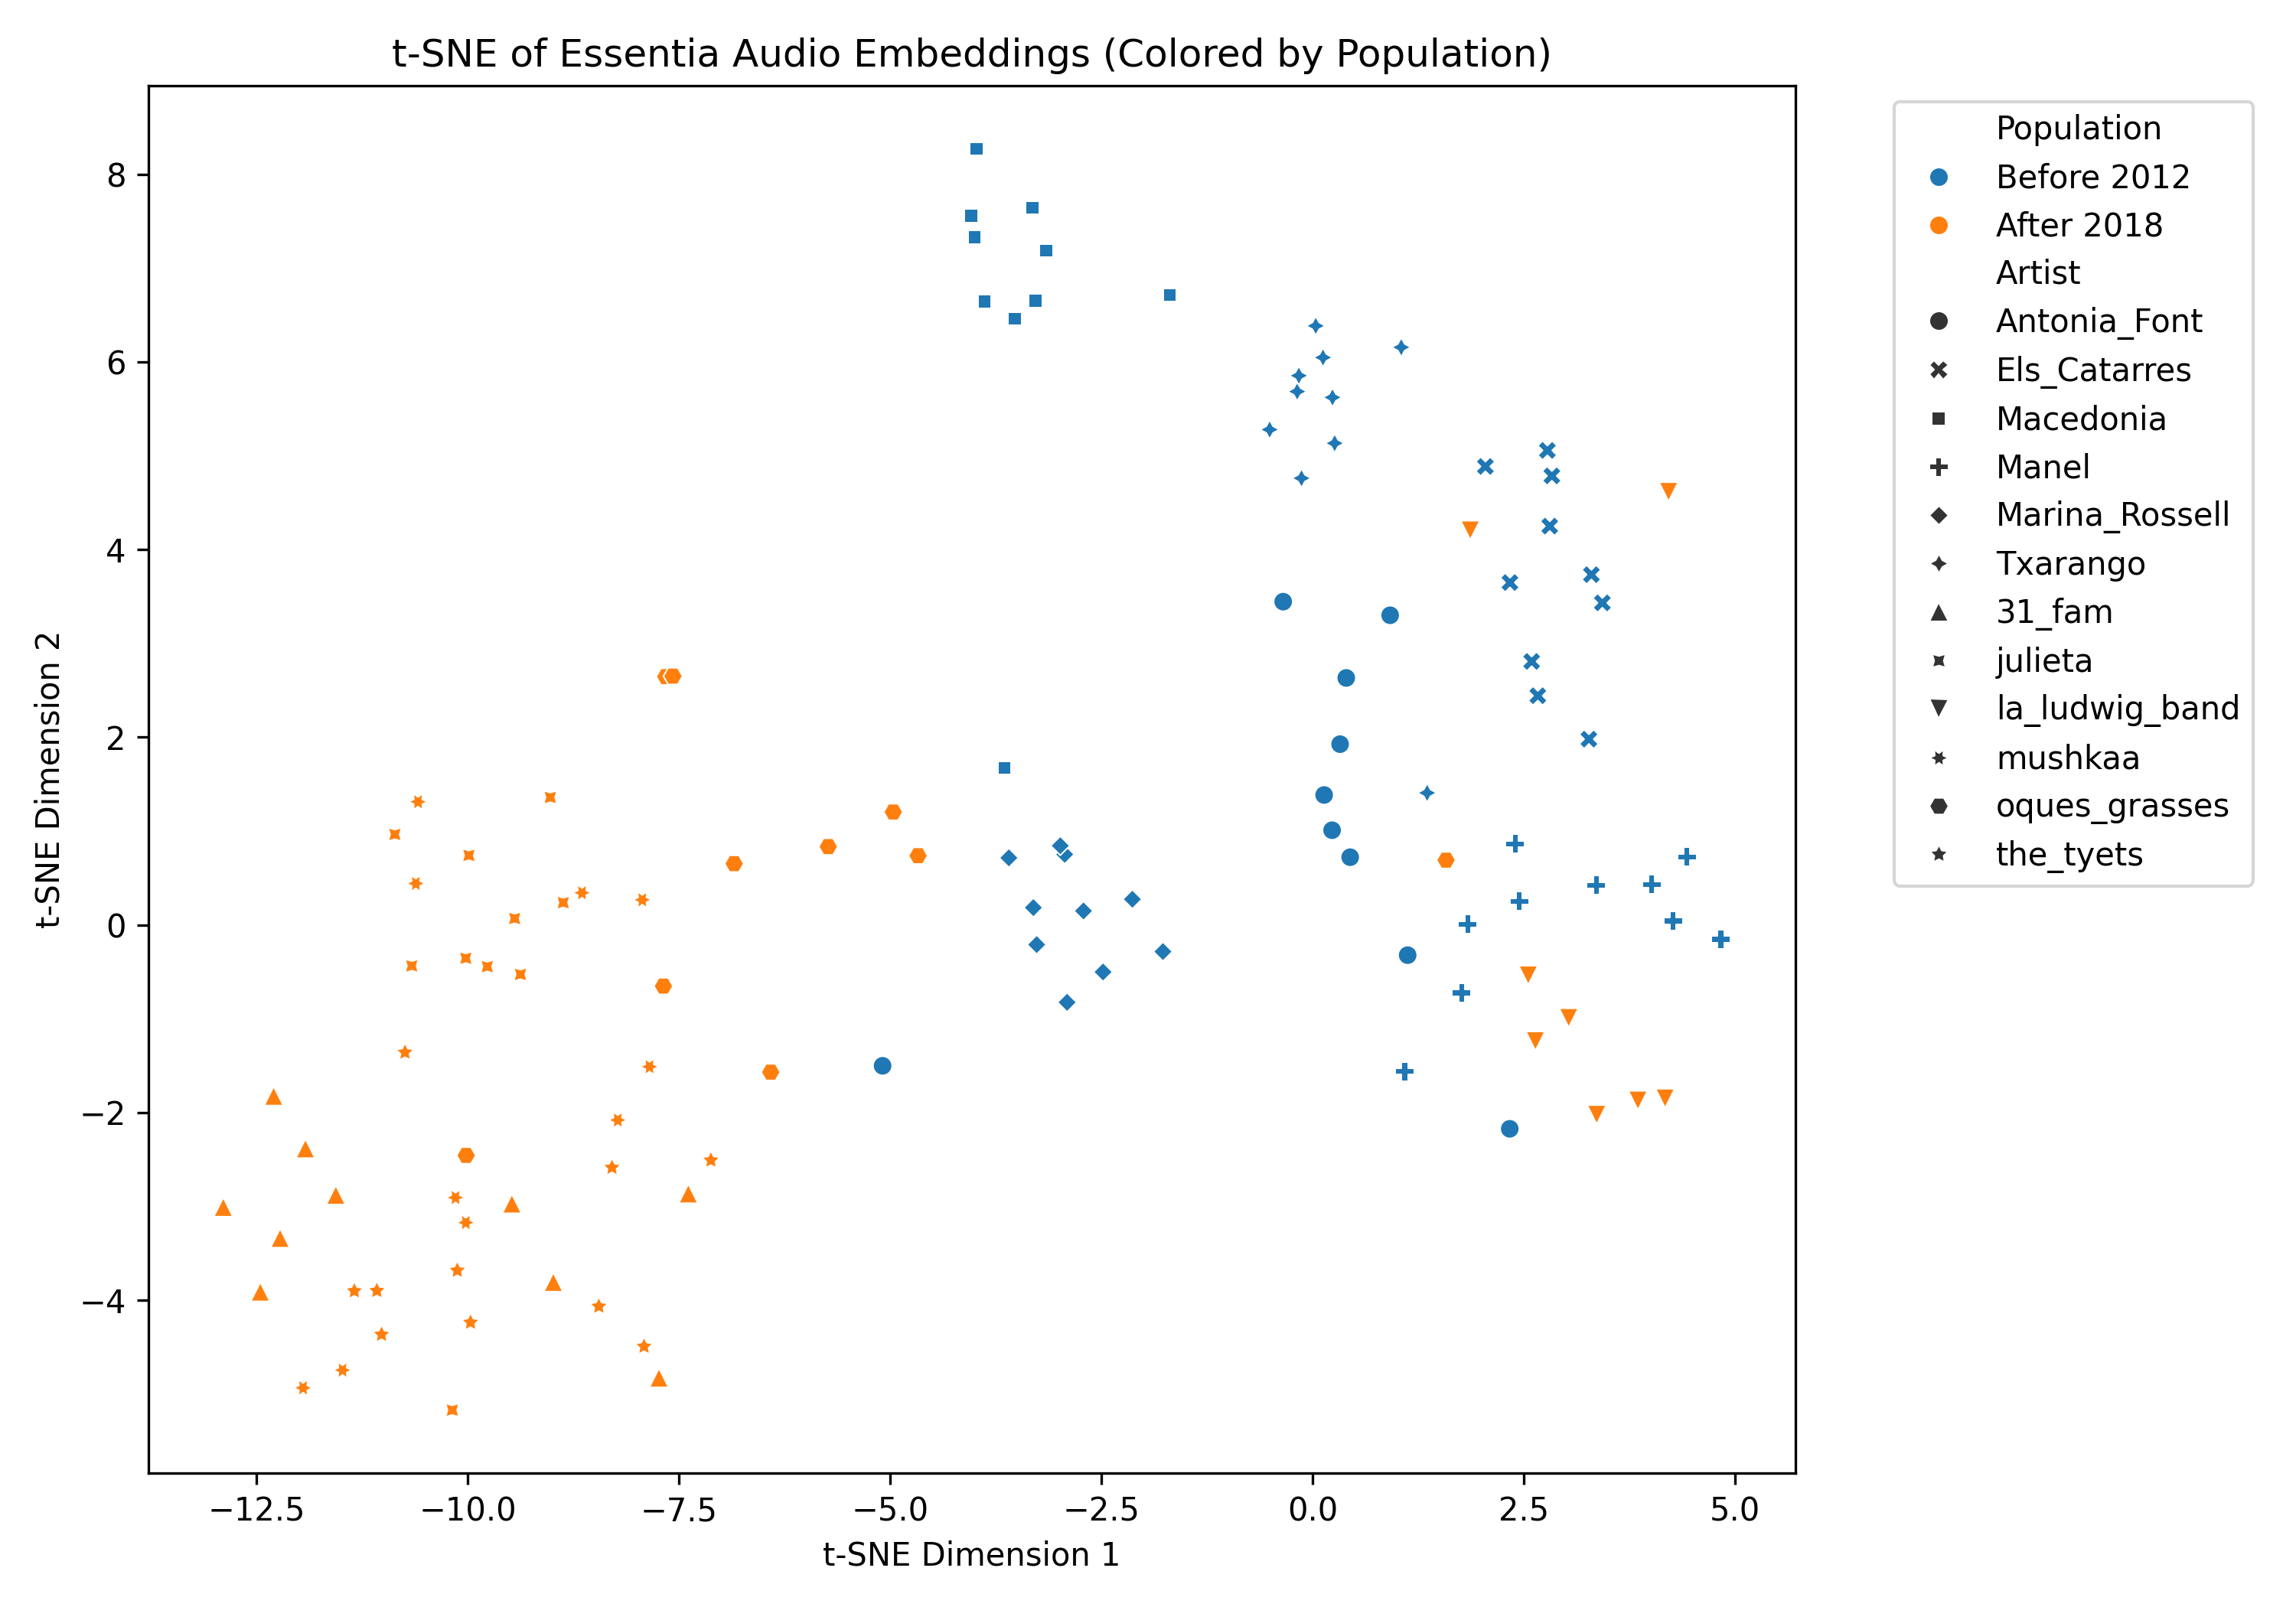 t-SNE of Essentia Audio Embeddings (Colored by Population)
t-SNE Dimension 2
8
6
4
2
0
−2
−4
−12.5
−10.0
−7.5
−5.0
−2.5
0.0
2.5
5.0
t-SNE Dimension 1
Population
Before 2012
After 2018
Artist
Antonia_Font
Els_Catarres
Macedonia
Manel
Marina_Rossell
Txarango
31_fam
julieta
la_ludwig_band
mushkaa
oques_grasses
the_tyets